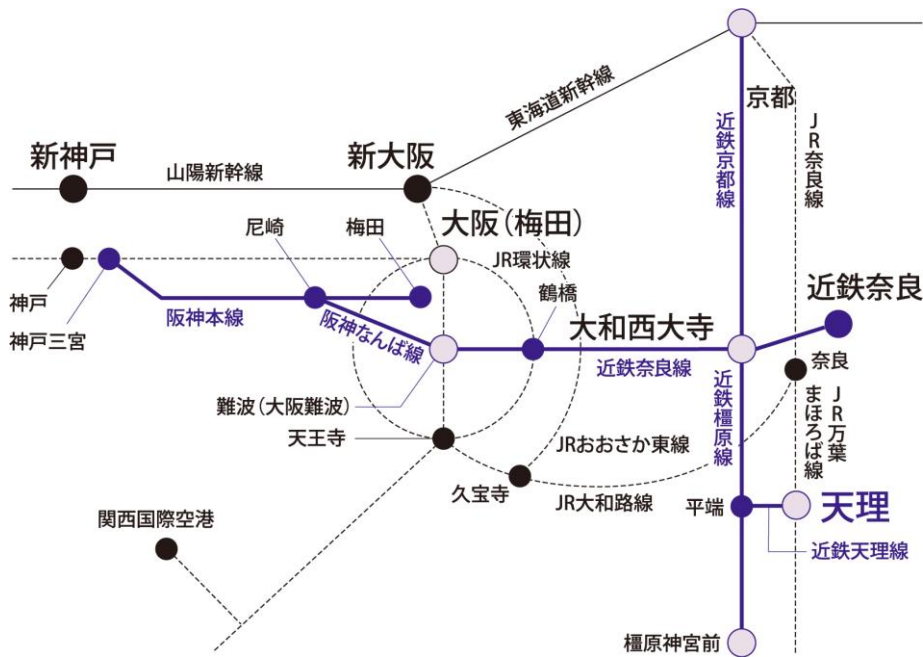 東海道新幹線
京都
近鉄京都線
JR奈良線
新神戸
山陽新幹線
新大阪
大阪（梅田）
尼崎
梅田
JR環状線
鶴橋
神戸
神戸三宮
阪神本線
阪神なんば線
大和西大寺
近鉄奈良
近鉄奈良線
奈良
難波（大阪難波）
天王寺
近鉄橿原線
JR万葉
まほろば線
JRおおさか東線
久宝寺
JR大和路線
平端
天理
関西国際空港
近鉄天理線
橿原神宮前